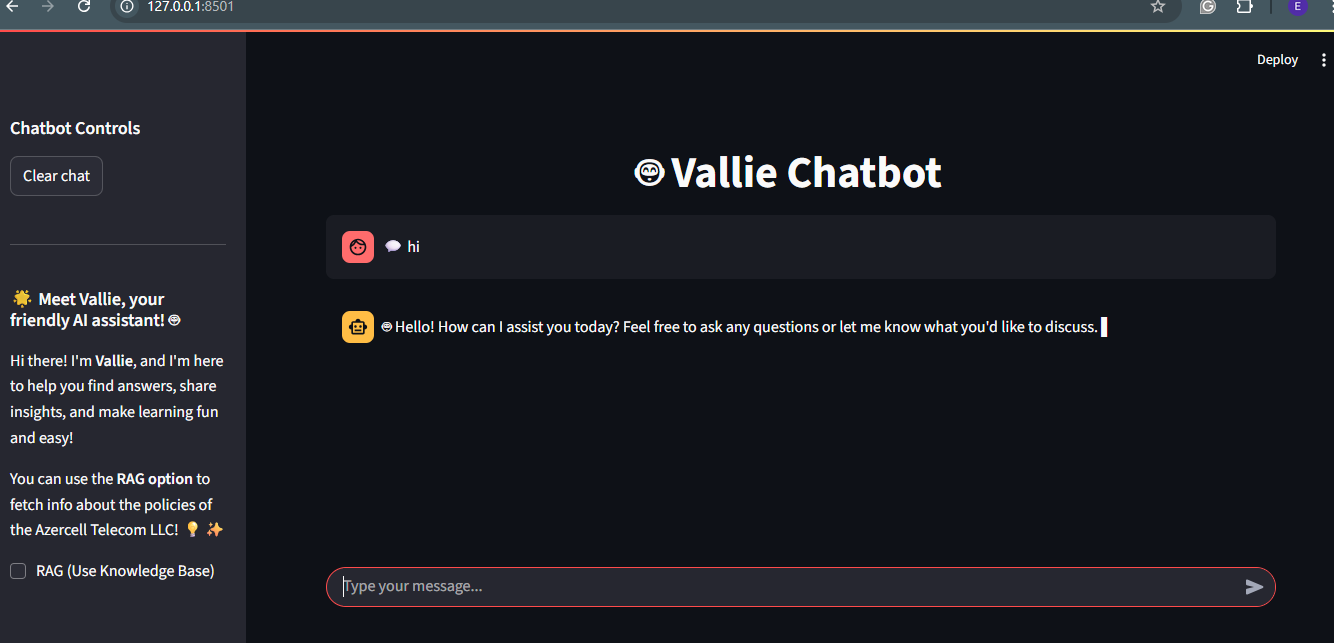 127.0.0.1:8501
E
Deploy
Chatbot Controls
Clear chat
🌟 Meet Vallie, your
friendly AI assistant! 😁
Hi there! I'm Vallie, and I'm here
to help you find answers, share
insights, and make learning fun
and easy!
You can use the RAG option to
fetch info about the policies of
the Azercell Telecom LLC! 💡 ✨
RAG (Use Knowledge Base)
Vallie Chatbot
💬 hi
Hello! How can I assist you today? Feel free to ask any questions or let me know what you'd like to discuss.
Type your message...